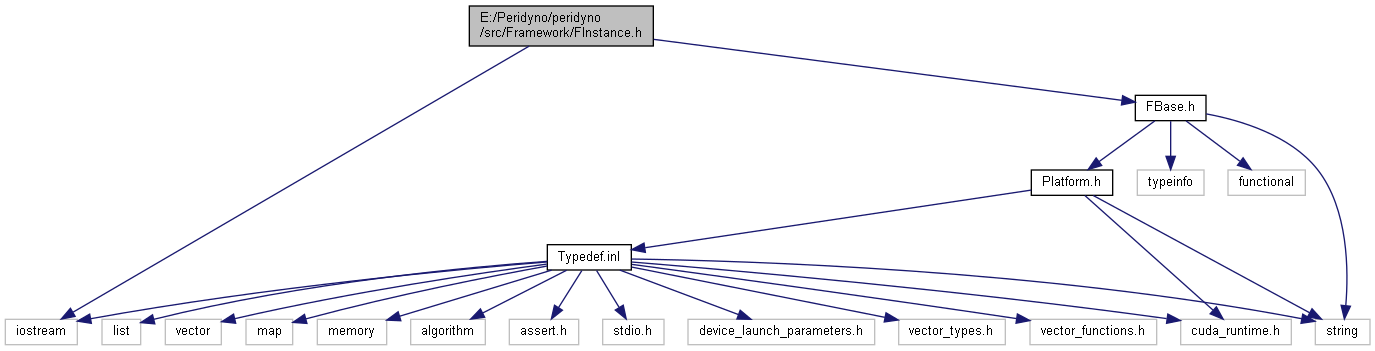 E:/Peridyno/peridyno
/src/Framework/FInstance.h
FBase.h
Platform.h
typeinfo
functional
Typedef.inl
iostream
list
vector
map
memory
algorithm
assert.h
stdio.h
device_launch_parameters.h
vector_types.h
vector_functions.h
cuda_runtime.h
string